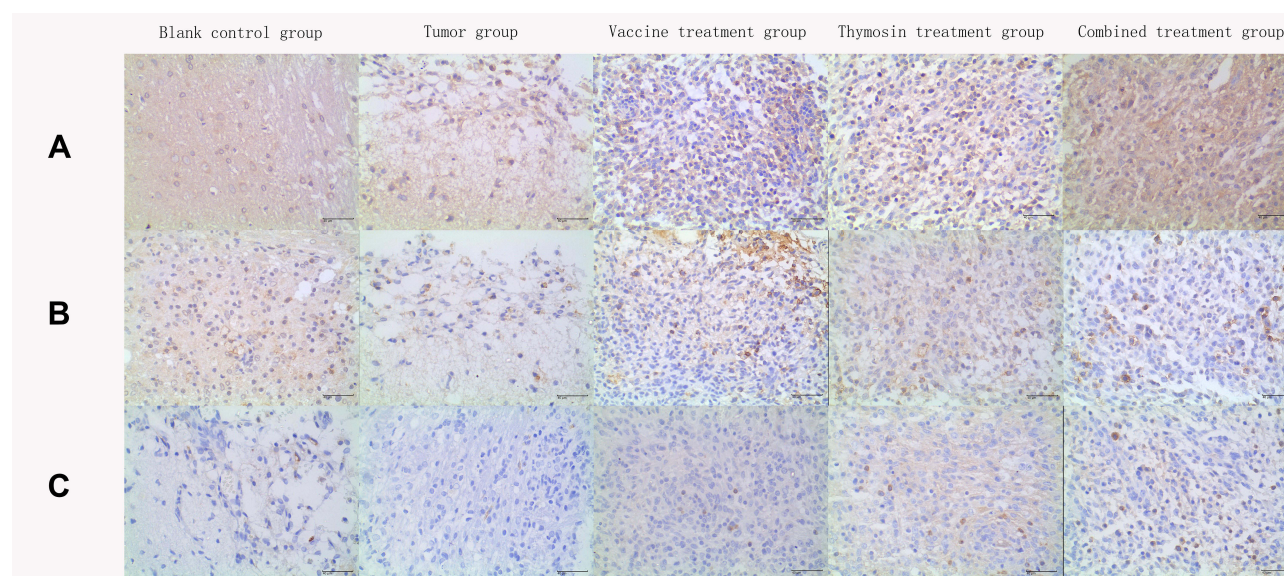 Blank control group Tumor group Vaccine treatment group Thymosin treatment group Combined treatment group
A
B
C